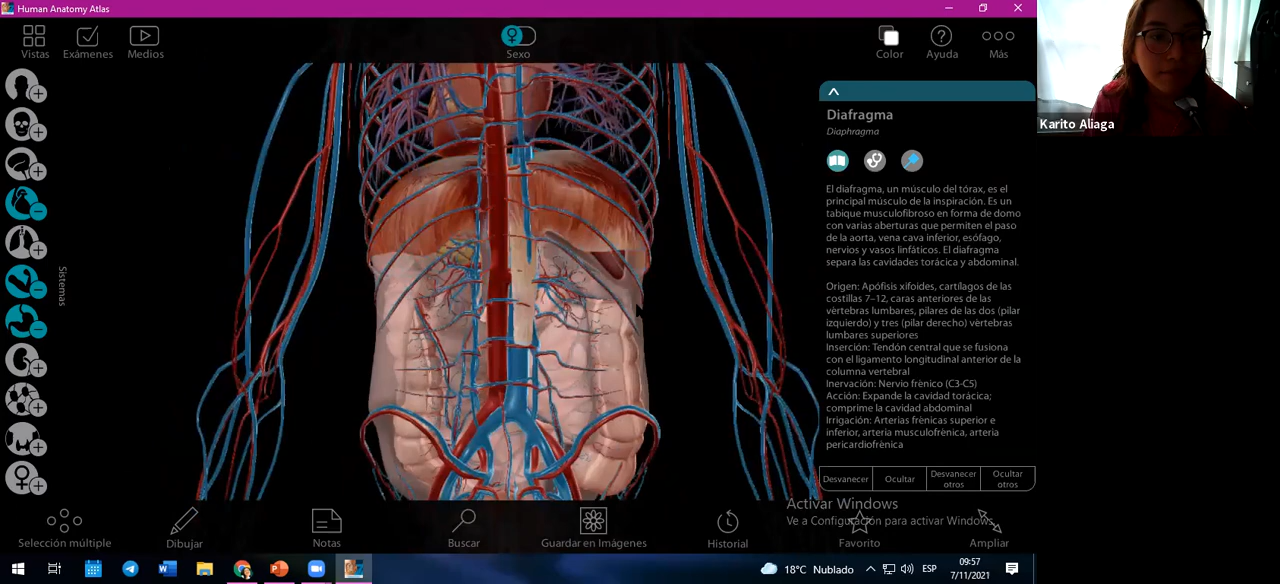 Human Anatomy Atlas
Vistas
Exámenes
Medios
Sexo
Color
Ayuda
Más
Karito Aliaga
Sistemas
Diafragma
Diaphragma
El diafragma, un músculo del tórax, es el
principal músculo de la inspiración. Es un
tabique musculofibroso en forma de domo
con varias aberturas que permiten el paso
de la aorta, vena cava inferior, esófago,
nervios y vasos linfáticos. El diafragma
separa las cavidades torácica y abdominal.
Origen: Apófisis xifoides, cartílagos de las
costillas 7–12, caras anteriores de las
vèrtebras lumbares, pilares de las dos (pilar
izquierdo) y tres (pilar derecho) vèrtebras
lumbares superiores
Inserción: Tendón central que se fusiona
con el ligamento longitudinal anterior de la
columna vertebral
Inervación: Nervio frènico (C3-C5)
Acción: Expande la cavidad torácica;
comprime la cavidad abdominal
Irrigación: Arterias frènicas superior e
inferior, arteria musculofrènica, arteria
pericardiofrènica
Desvanecer
Ocultar
Desvanecer
otros
Ocultar
otros
Activar Windows
Ve a Configuración para activar Windows.
Selección múltiple
Dibujar
Notas
Buscar
Guardar en Imágenes
Historial
Favorito
Ampliar
18°C Nublado
ESP
09:57
7/11/2021